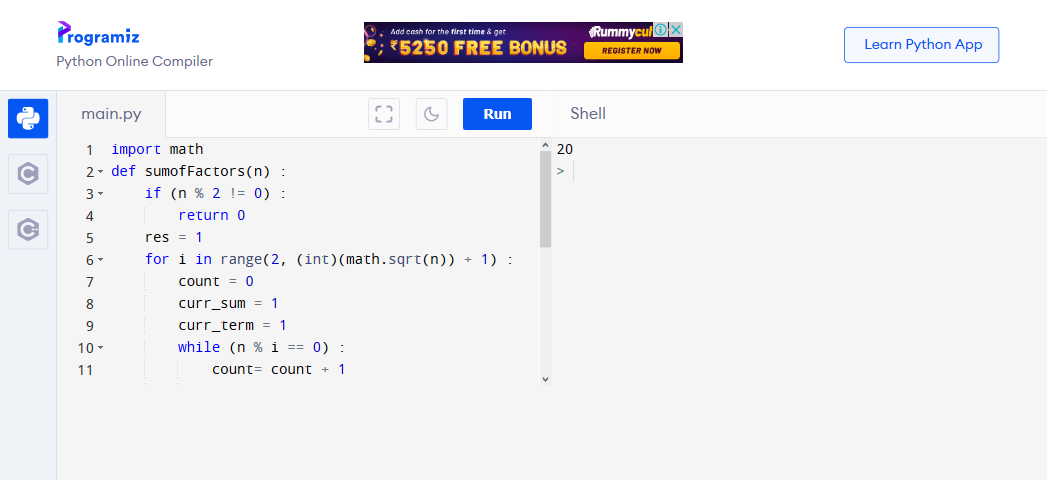 Programiz
Python Online Compiler
Add cash for the first time & get
₹5250 FREE BONUS
REGISTER NOW
Learn Python App
main.py
Run
Shell
1 import math
2 def sumofFactors(n) :
3 if (n % 2 != 0) :
4 return 0
5 res = 1
6 for i in range(2, (int)(math.sqrt(n)) + 1) :
7 count = 0
8 curr_sum = 1
9 curr_term = 1
10 while (n % i == 0) :
11 count= count + 1
20
>